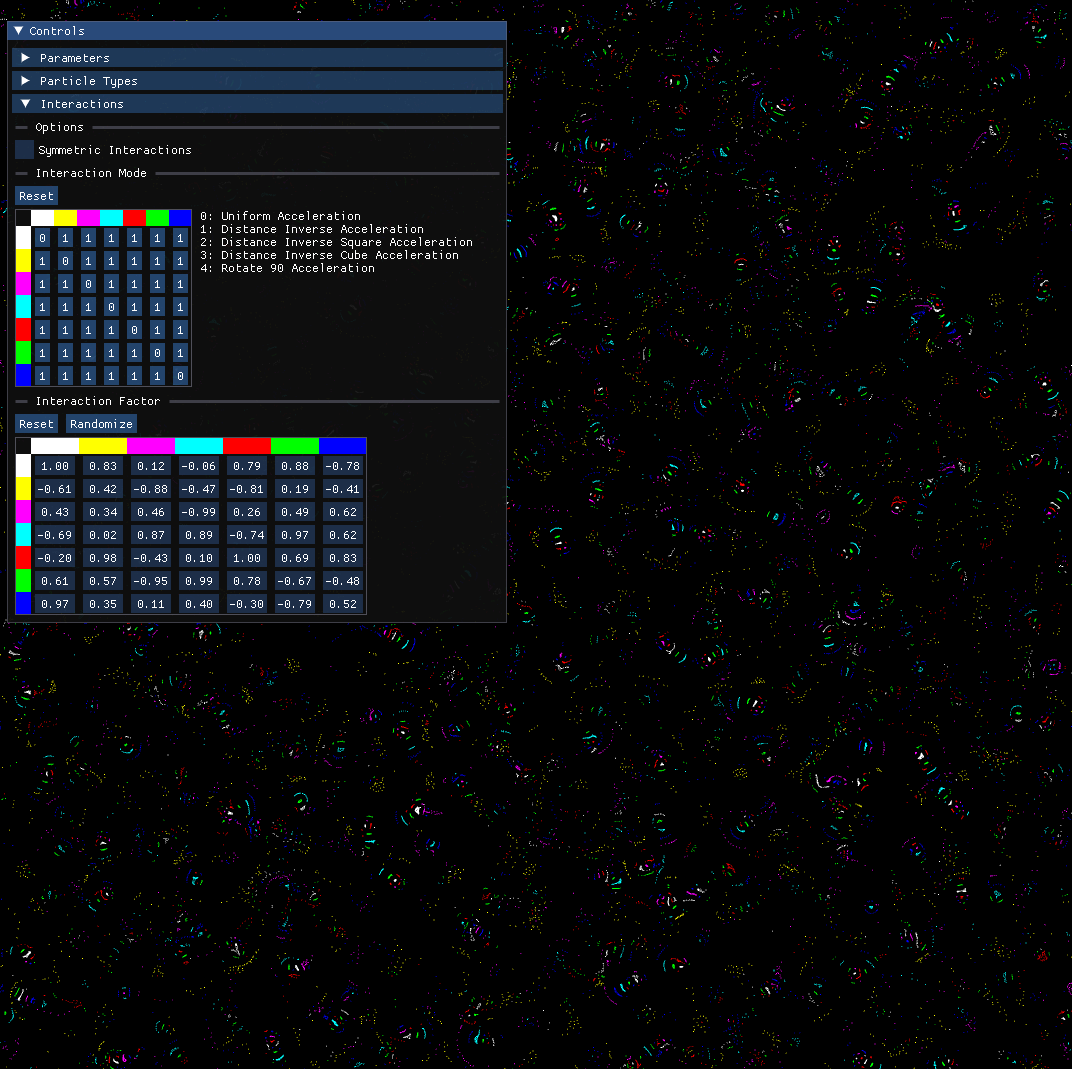 Controls
Parameters
Particle Types
Interactions
Options
Symmetric Interactions
Interaction Mode
Reset
0: Uniform Acceleration
1: Distance Inverse Acceleration
2: Distance Inverse Square Acceleration
3: Distance Inverse Cube Acceleration
4: Rotate 90 Acceleration
0 1 1 1 1 1 1
1 0 1 1 1 1 1
1 1 0 1 1 1 1
1 1 1 0 1 1 1
1 1 1 1 0 1 1
1 1 1 1 1 0 1
1 1 1 1 1 1 0
Interaction Factor
Reset Randomize
1.00 0.83 0.12 -0.06 0.79 0.88 -0.78
-0.61 0.42 -0.88 -0.47 -0.81 0.19 -0.41
0.43 0.34 0.46 -0.99 0.26 0.49 0.62
-0.69 0.02 0.87 0.89 -0.74 0.97 0.62
-0.20 0.98 -0.43 0.10 1.00 0.69 0.83
0.61 0.57 -0.95 0.99 0.78 -0.67 -0.48
0.97 0.35 0.11 0.40 -0.30 -0.79 0.52